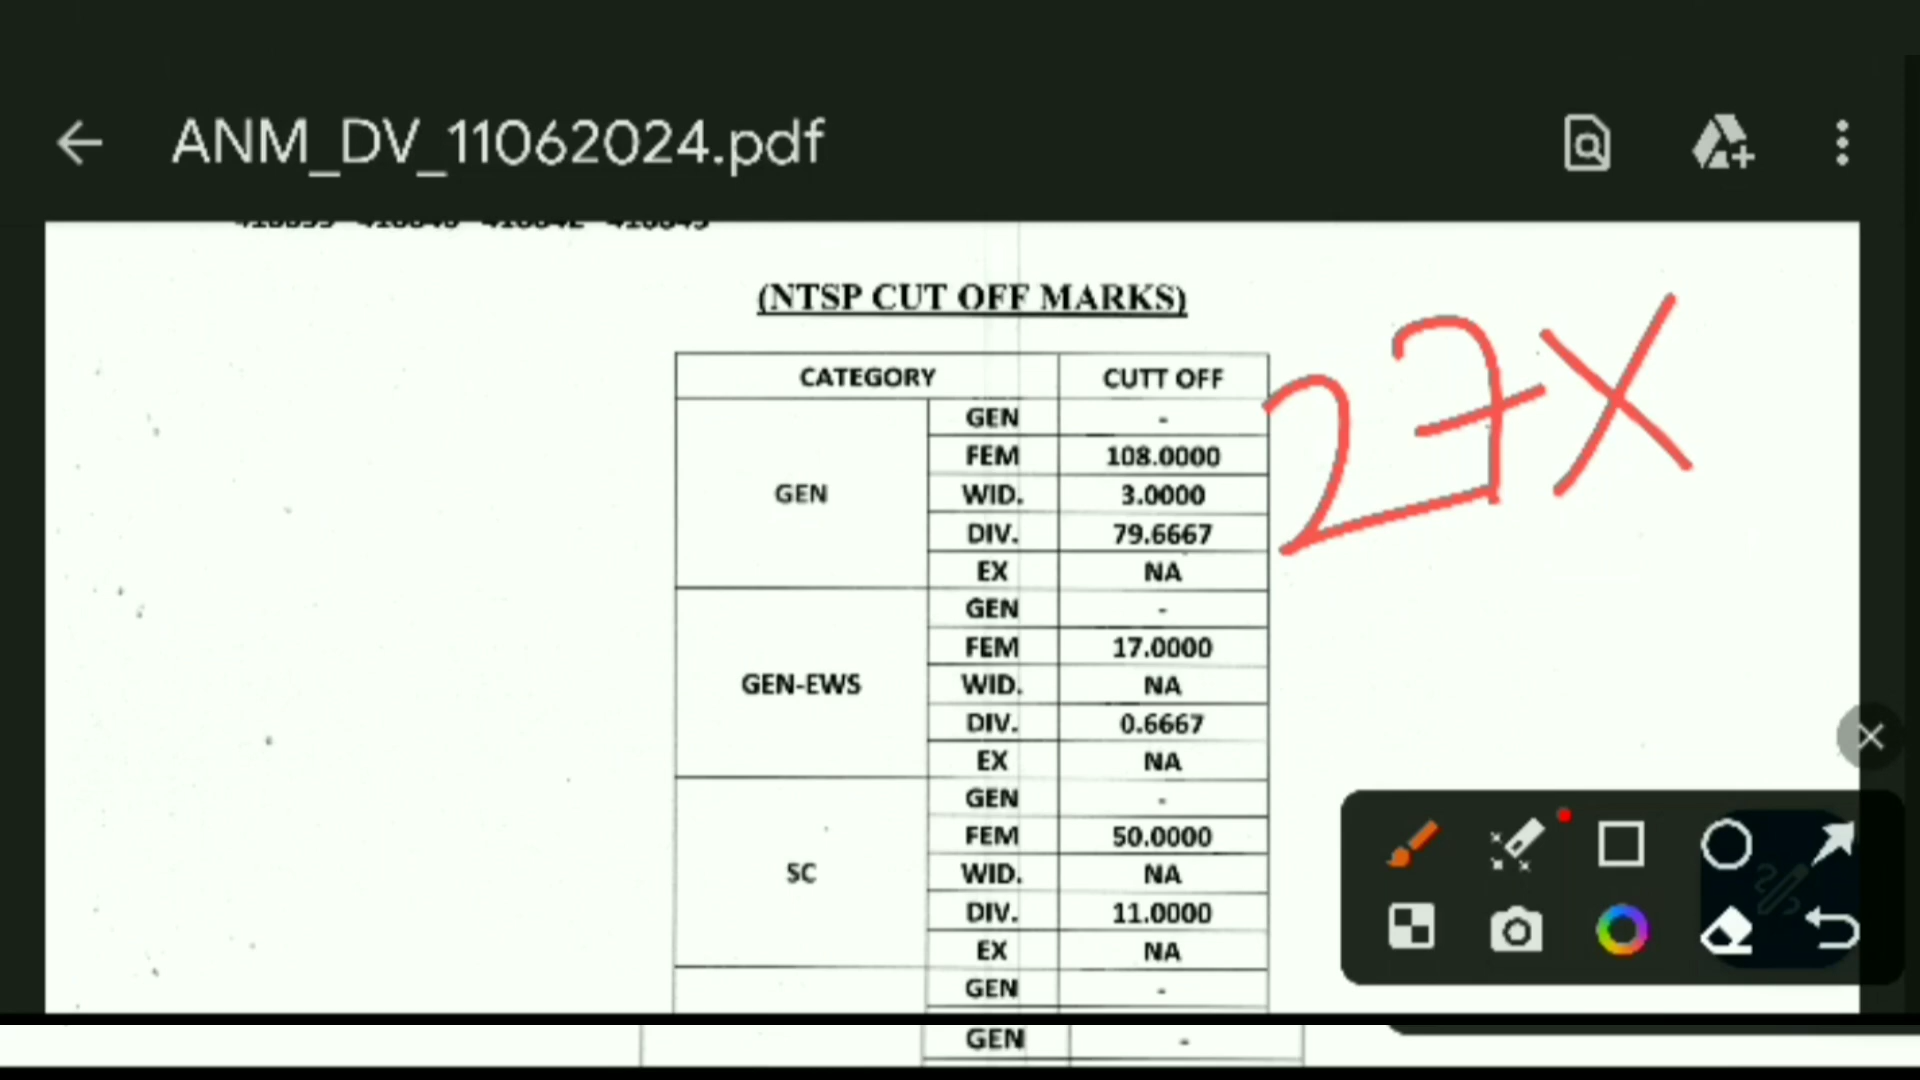 ANM_DV_11062024.pdf
(NTSP CUT OFF MARKS)
CATEGORY CUTT OFF
GEN GEN -
FEM 108.0000
WID. 3.0000
DIV. 79.6667
EX NA
GEN-EWS GEN -
FEM 17.0000
WID. NA
DIV. 0.6667
EX NA
SC GEN -
FEM 50.0000
WID. NA
DIV. 11.0000
EX NA
GEN -
GEN -
27X